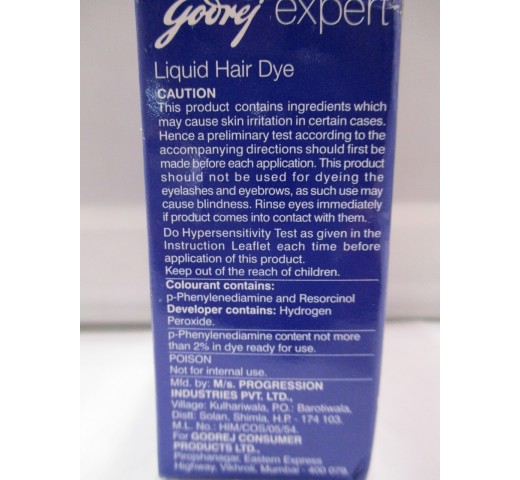 Godrej expert
Liquid Hair Dye
CAUTION
This product contains ingredients which
may cause skin irritation in certain cases.
Hence a preliminary test according to the
accompanying directions should first be
made before each application. This product
should not be used for dyeing the
eyelashes and eyebrows, as such use may
cause blindness. Rinse eyes immediately
if product comes into contact with them.
Do Hypersensitivity Test as given in the
Instruction Leaflet each time before
application of this product.
Keep out of the reach of children.
Colourant contains:
p-Phenylenediamine and Resorcinol
Developer contains: Hydrogen
Peroxide.
p-Phenylenediamine content not more
than 2% in dye ready for use.
POISON
Not for internal use.
Mfd. by: M/s. PROGRESSION
INDUSTRIES PVT. LTD.,
Village: Kulhariwala, P.O.: Barotiwala,
Distt: Solan, Shimla, H.P. - 174 103.
M.L. No.: HIM/COS/05/54.
For GODREJ CONSUMER
PRODUCTS LTD.,
Pirojshanagar, Eastern Express
Highway, Vikhroli, Mumbai - 400 079.